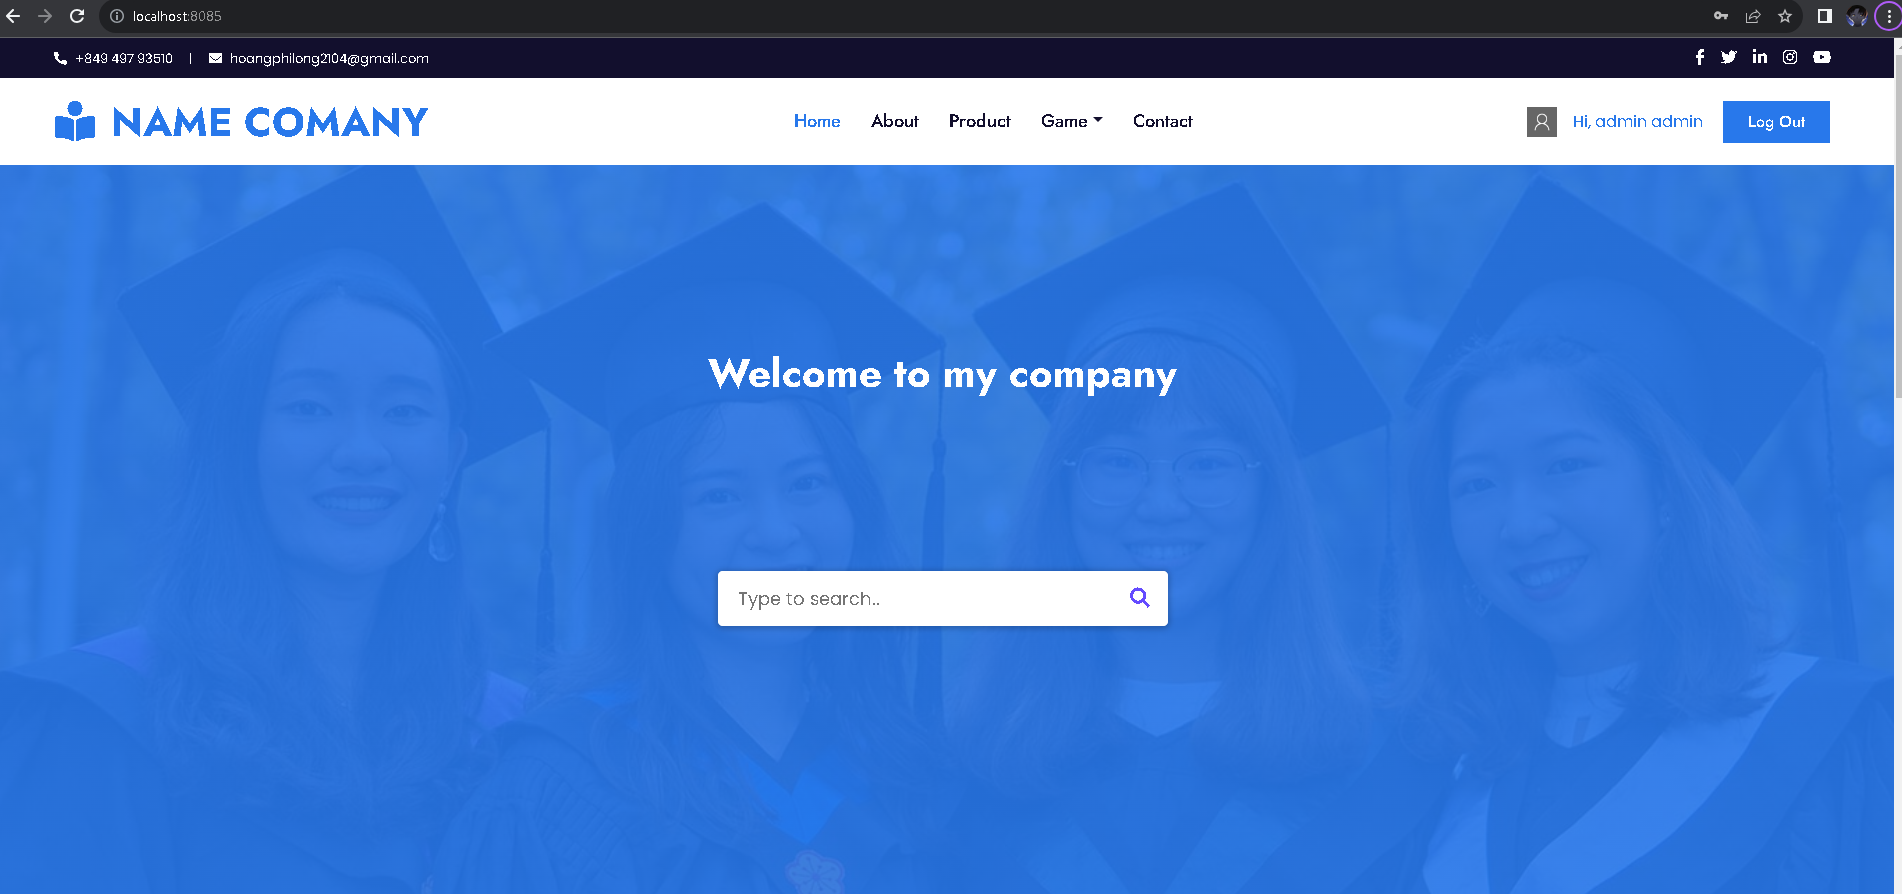 localhost:8085
+849 497 93510 | hoangphilong2104@gmail.com
NAME COMANY
Home About Product Game Contact
Hi, admin admin
Log Out
Welcome to my company
Type to search..